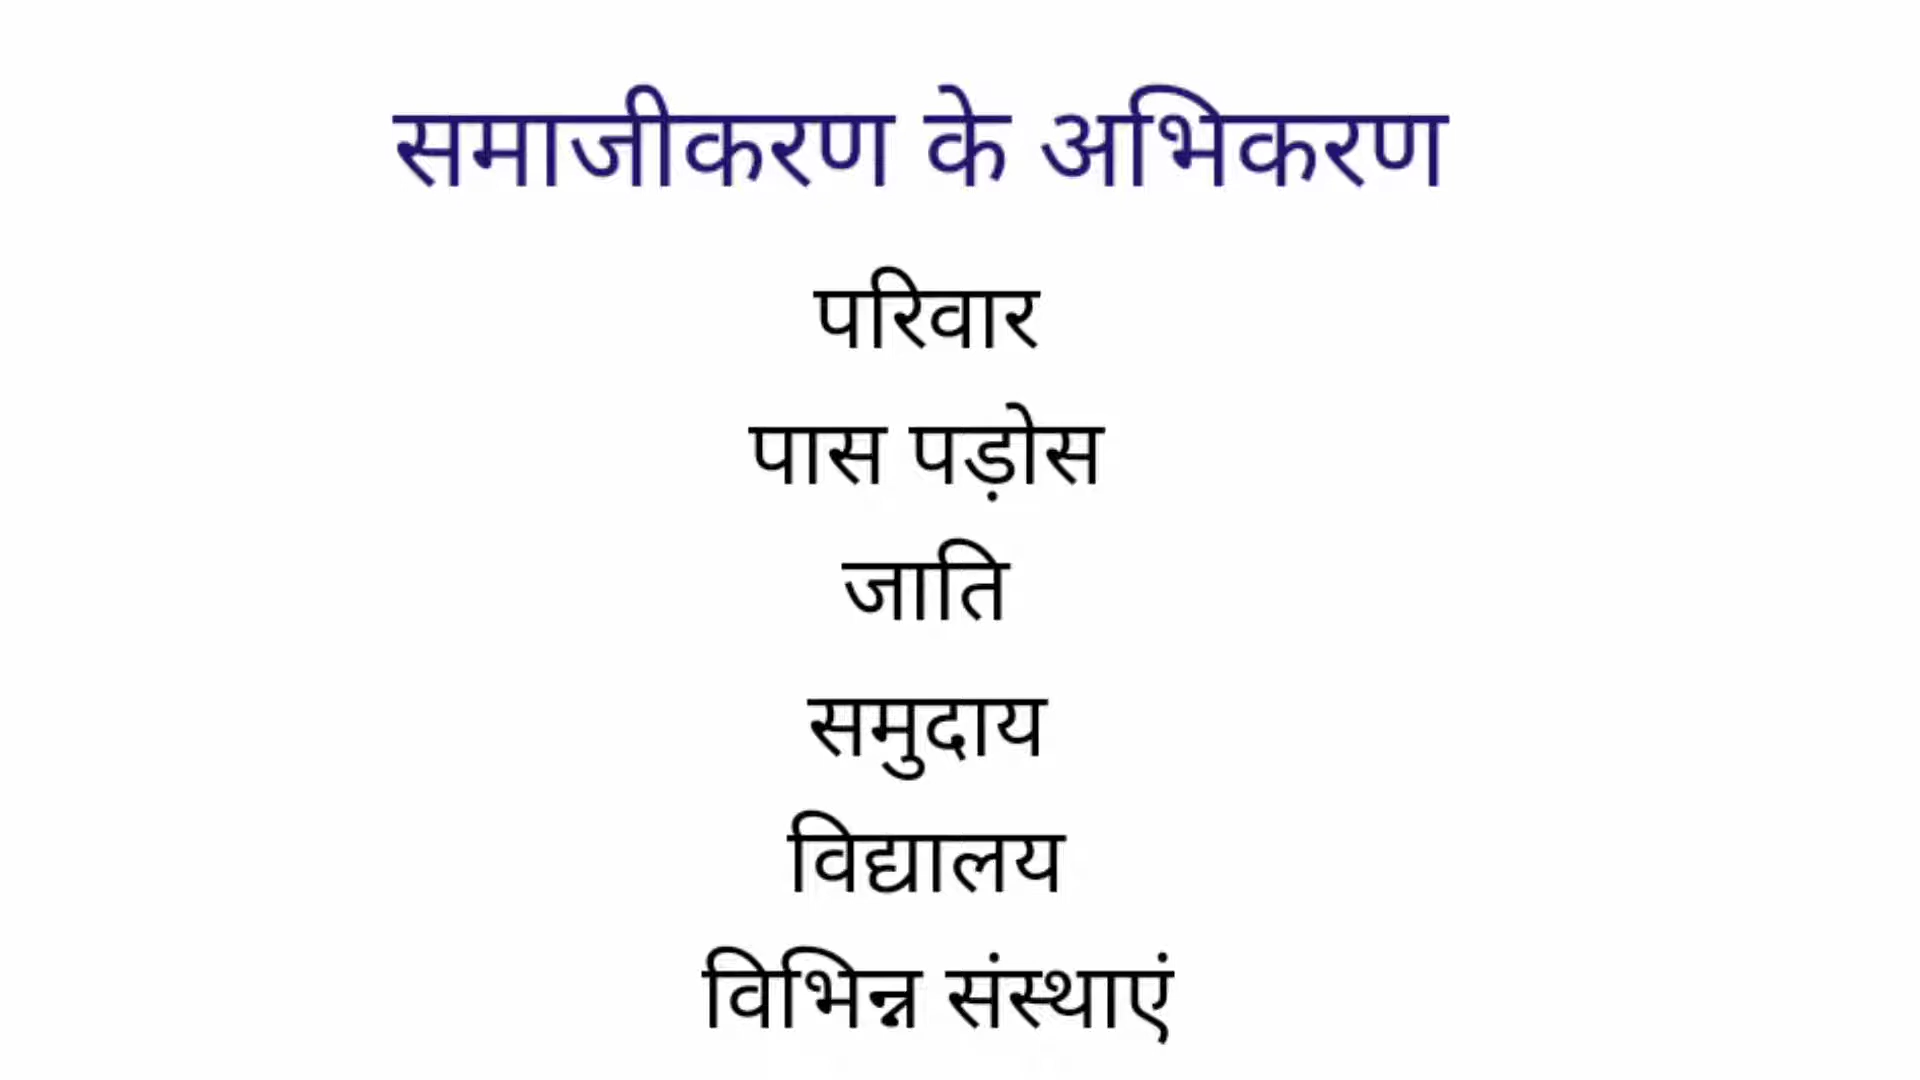 समाजीकरण के अभिकरण
परिवार
पास पड़ोस
जाति
समुदाय
विद्यालय
विभिन्न संस्थाएं